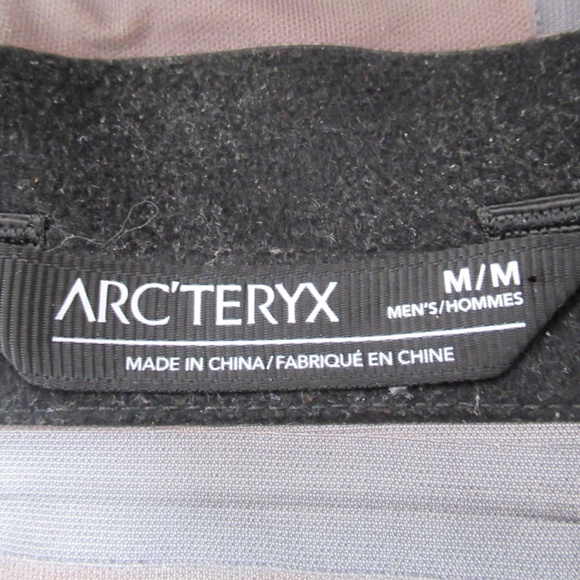 ARC'TERYX
M/M
MEN'S/HOMMES
MADE IN CHINA/FABRIQUÉ EN CHINE